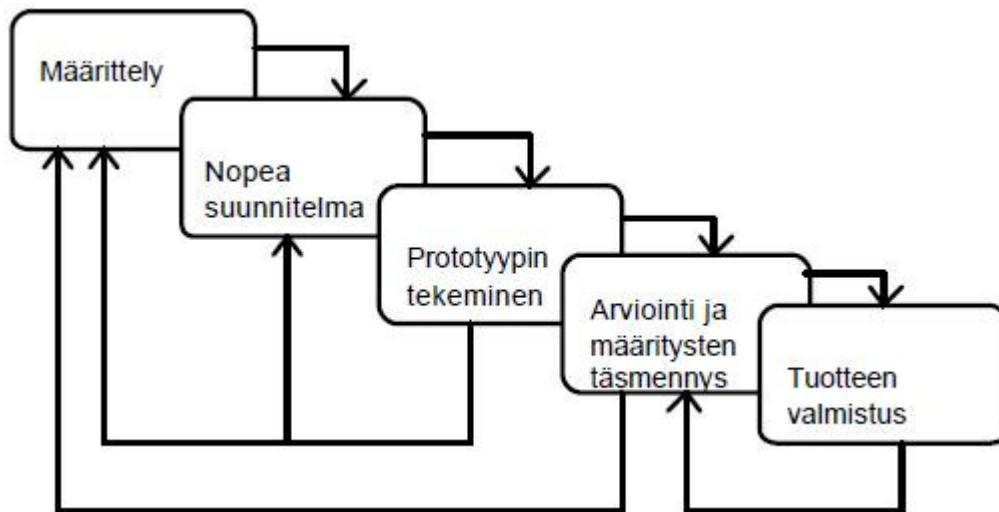 Määrittely
Nopea
suunnitelma
Prototyypin
tekeminen
Arviointi ja
määritysten
täsmennys
Tuotteen
valmistus